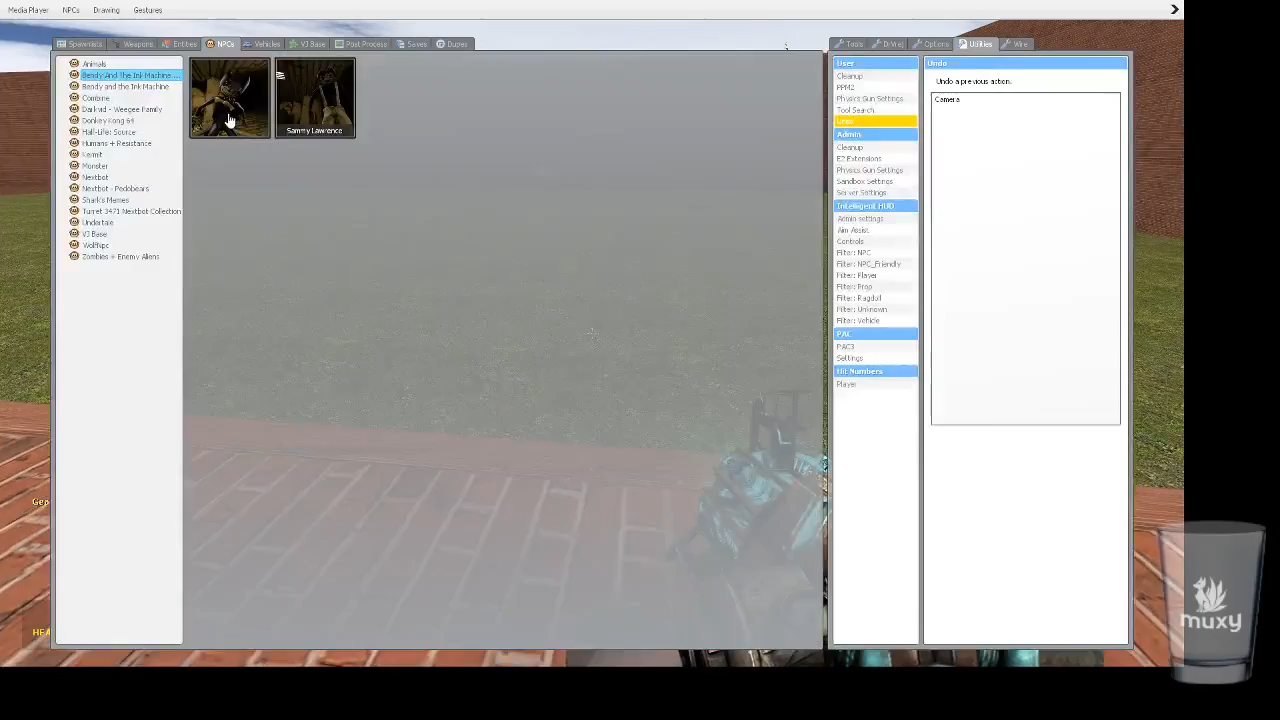 Media Player NPCs Drawing Gestures
Spawnlists Weapons Entities NPCs Vehicles VJ Base Post Process Saves Dupes
Animals
Bendy And The Ink Machine ...
Bendy and the Ink Machine
Combine
Darkvid - Weegee Family
Donkey Kong 64
Half-Life: Source
Humans + Resistance
Kermit
Monster
Nextbot
Nextbot - Pedobears
Shark's Memes
Turret 3471 Nextbot Collection
Undertale
VJ Base
WolfNpc
Zombies + Enemy Aliens
Sammy Lawrence
Tools Options Utilities Wire
User
Cleanup
PPM2
Physics Gun Settings
Tool Search
Undo
Admin
Cleanup
E2 Extensions
Physics Gun Settings
Sandbox Settings
Server Settings
Intelligent HUD
Admin settings
Aim Assist
Controls
Filter: NPC
Filter: NPC_Friendly
Filter: Player
Filter: Prop
Filter: Ragdoll
Filter: Unknown
Filter: Vehicle
PAC
PAC3
Settings
Hit Numbers
Player
Undo
Undo a previous action.
Camera
HEA
muxy